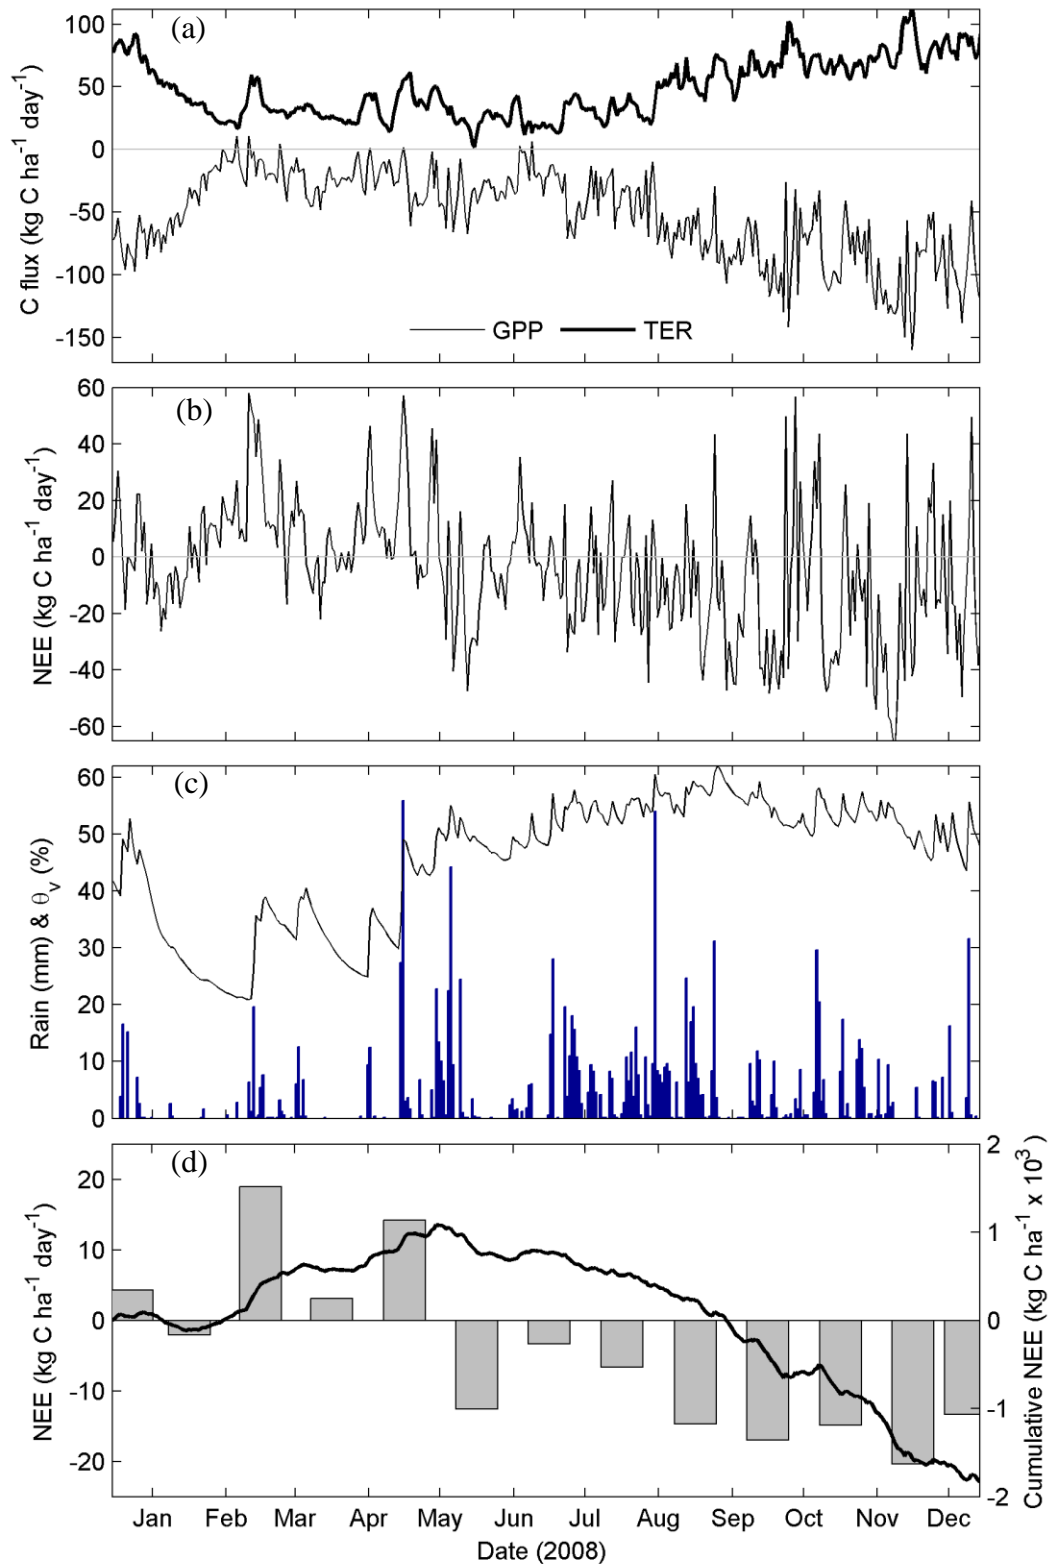 (a)
100
50
0
-50
-100
-150
C flux (kg C ha⁻¹ day⁻¹)
GPP
TER
(b)
60
40
20
0
-20
-40
-60
NEE (kg C ha⁻¹ day⁻¹)
(c)
60
50
40
30
20
10
0
Rain (mm) & θᵥ (%)
(d)
20
10
0
-10
-20
NEE (kg C ha⁻¹ day⁻¹)
2
1
0
-1
-2
Cumulative NEE (kg C ha⁻¹ x 10³)
Jan Feb Mar Apr May Jun Jul Aug Sep Oct Nov Dec
Date (2008)